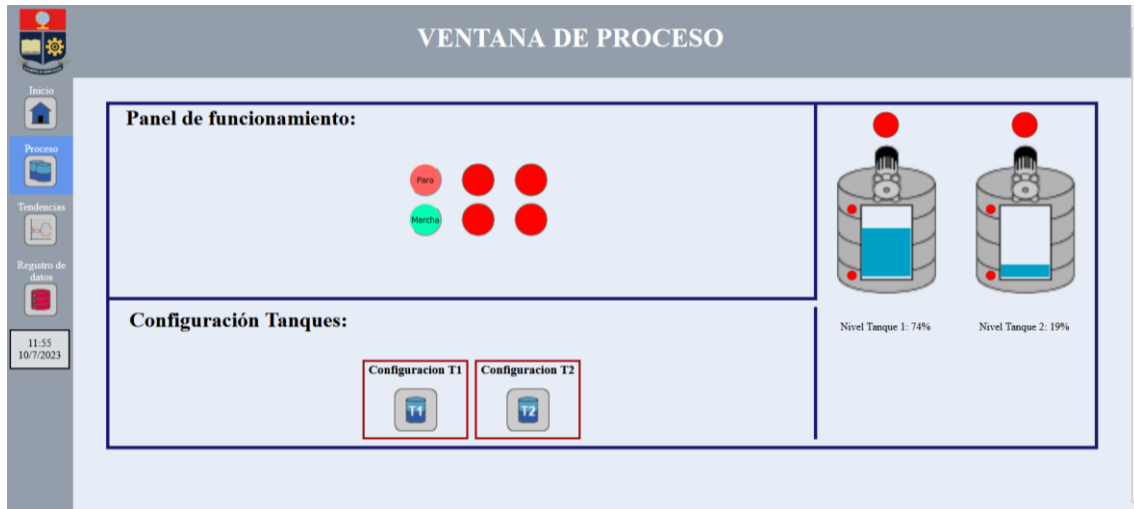 VENTANA DE PROCESO
Inicio
Proceso
Tendencias
Registro de
datos
11:55
10/7/2023
Panel de funcionamiento:
Paro
Marcha
Configuración Tanques:
Configuracion T1
T1
Configuracion T2
T2
Nivel Tanque 1: 74%
Nivel Tanque 2: 19%